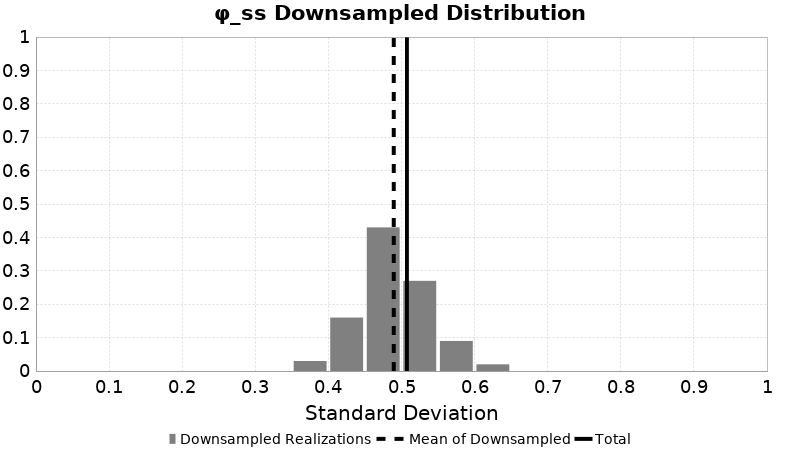 φ_ss Downsampled Distribution
1
0.9
0.8
0.7
0.6
0.5
0.4
0.3
0.2
0.1
0
0 0.1 0.2 0.3 0.4 0.5 0.6 0.7 0.8 0.9 1
Standard Deviation
Downsampled Realizations Mean of Downsampled Total